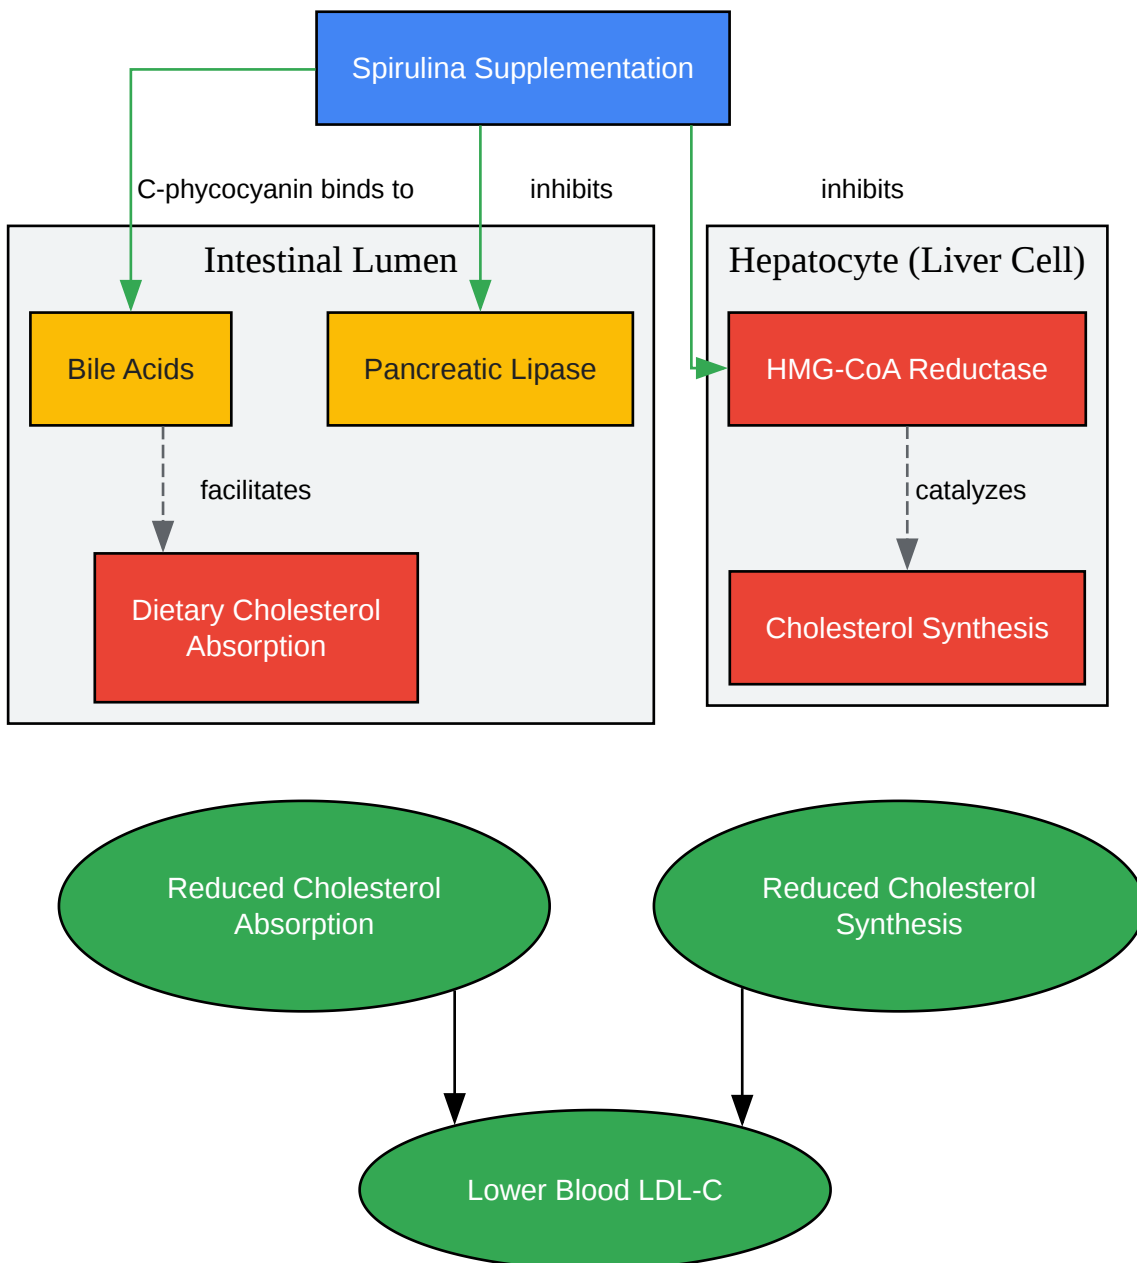 Spirulina Supplementation
C-phycocyanin binds to
inhibits
inhibits
Intestinal Lumen
Hepatocyte (Liver Cell)
Bile Acids
Pancreatic Lipase
HMG-CoA Reductase
facilitates
catalyzes
Dietary Cholesterol
Absorption
Cholesterol Synthesis
Reduced Cholesterol
Absorption
Reduced Cholesterol
Synthesis
Lower Blood LDL-C